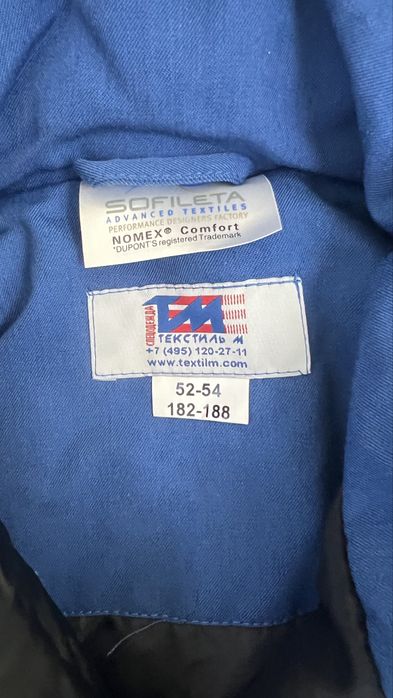 SOFILETA
ADVANCED TEXTILES
PERFORMANCE DESIGNERS FACTORY
NOMEX® Comfort
*DUPONT'S registered Trademark
СПЕЦОДЕЖДА
ТМ
ТЕКСТИЛЬ М
+7 (495) 120-27-11
www.textilm.com
52-54
182-188